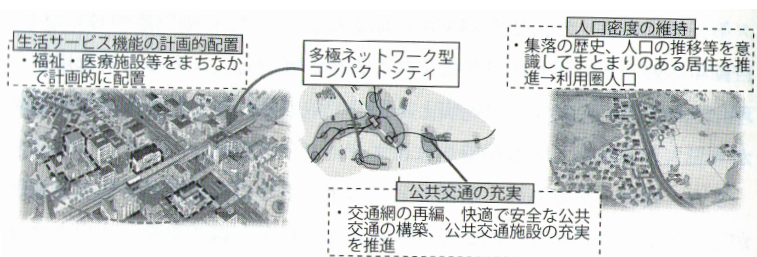 生活サービス機能の計画的配置
・福祉・医療施設等をまちなか
で計画的に配置
多極ネットワーク型
コンパクトシティ
人口密度の維持
・集落の歴史、人口の推移等を意
識してまとまりのある居住を推
進→利用圏人口
公共交通の充実
・交通網の再編、快適で安全な公共
交通の構築、公共交通施設の充実
を推進